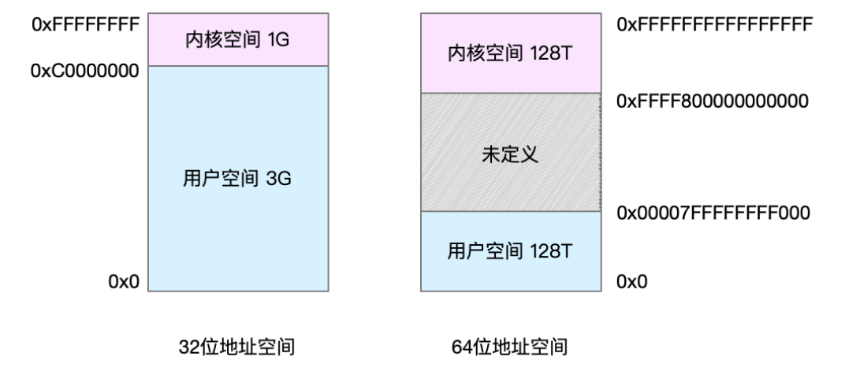 0xFFFFFFFF
内核空间 1G
0xC0000000
用户空间 3G
0x0
32位地址空间
0xFFFFFFFFFFFFFFFF
内核空间 128T
0xFFFF800000000000
未定义
0x00007FFFFFFFF000
用户空间 128T
0x0
64位地址空间